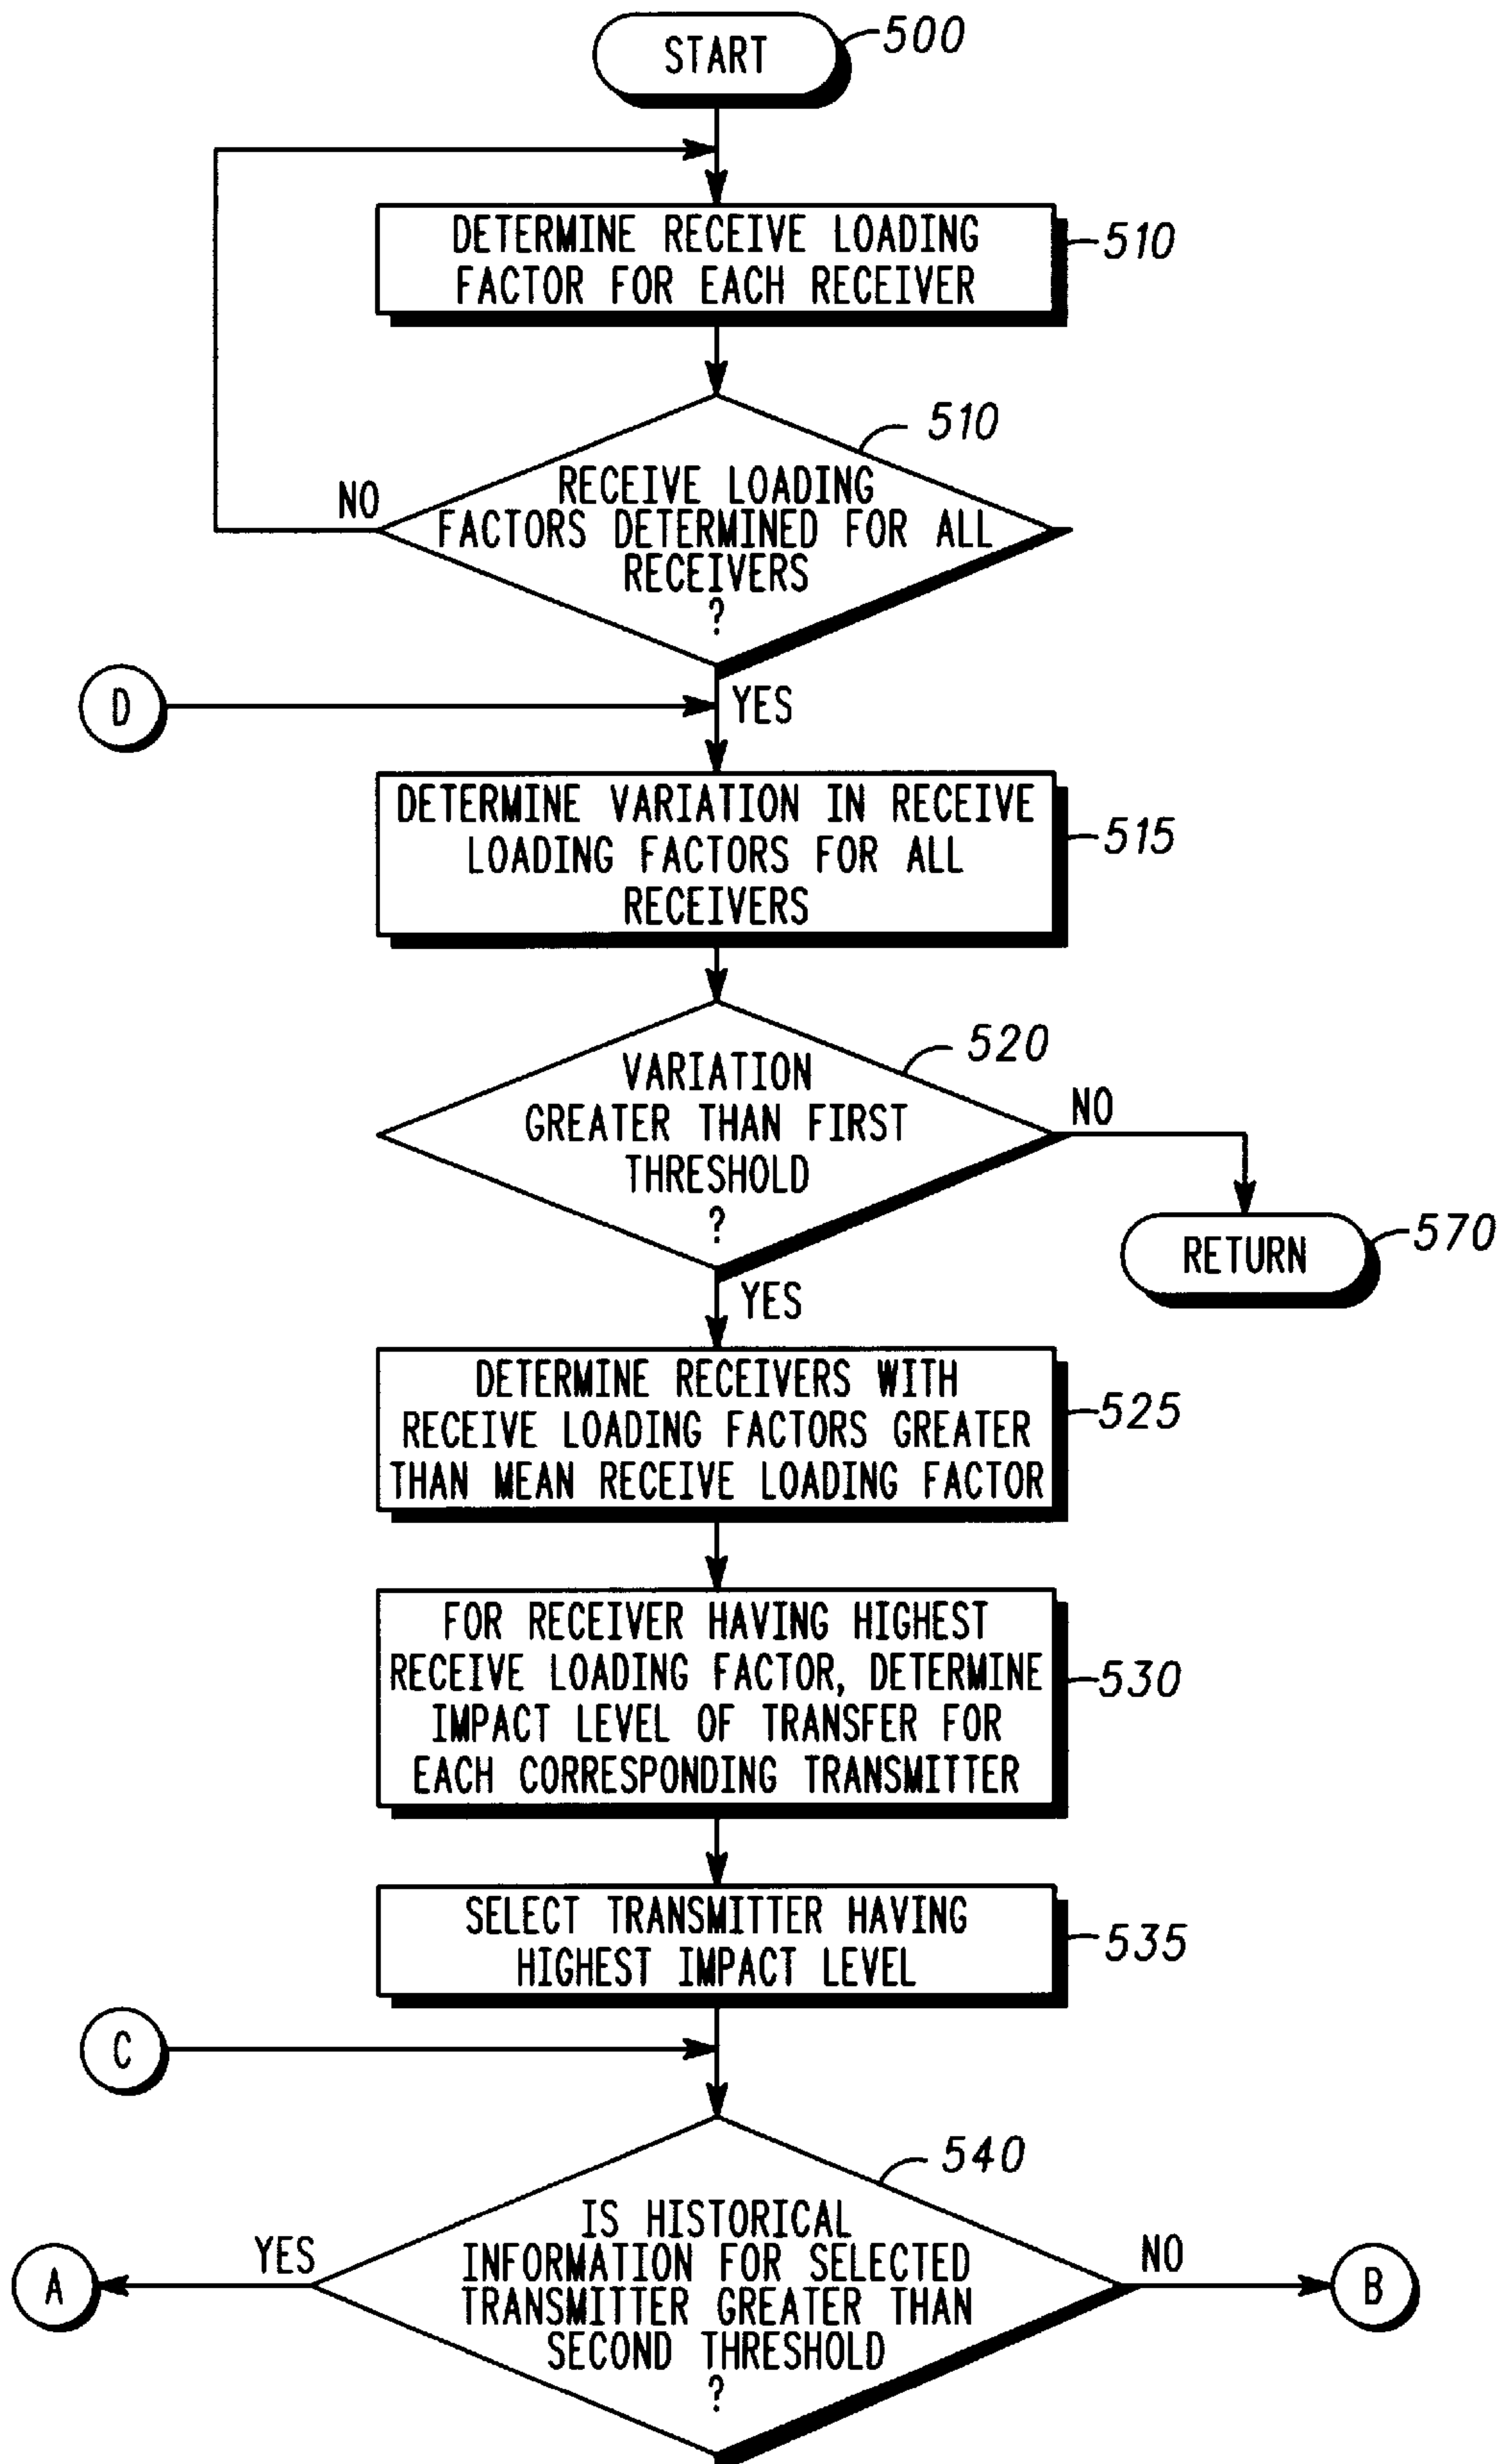 START
500
DETERMINE RECEIVE LOADING
FACTOR FOR EACH RECEIVER
510
510
RECEIVE LOADING
FACTORS DETERMINED FOR ALL
RECEIVERS
?
NO
D
YES
DETERMINE VARIATION IN RECEIVE
LOADING FACTORS FOR ALL
RECEIVERS
515
520
VARIATION
GREATER THAN FIRST
THRESHOLD
?
NO
RETURN
570
YES
DETERMINE RECEIVERS WITH
RECEIVE LOADING FACTORS GREATER
THAN MEAN RECEIVE LOADING FACTOR
525
FOR RECEIVER HAVING HIGHEST
RECEIVE LOADING FACTOR, DETERMINE
IMPACT LEVEL OF TRANSFER FOR
EACH CORRESPONDING TRANSMITTER
530
SELECT TRANSMITTER HAVING
HIGHEST IMPACT LEVEL
535
C
540
IS HISTORICAL
INFORMATION FOR SELECTED
TRANSMITTER GREATER THAN
SECOND THRESHOLD
?
YES
A
NO
B